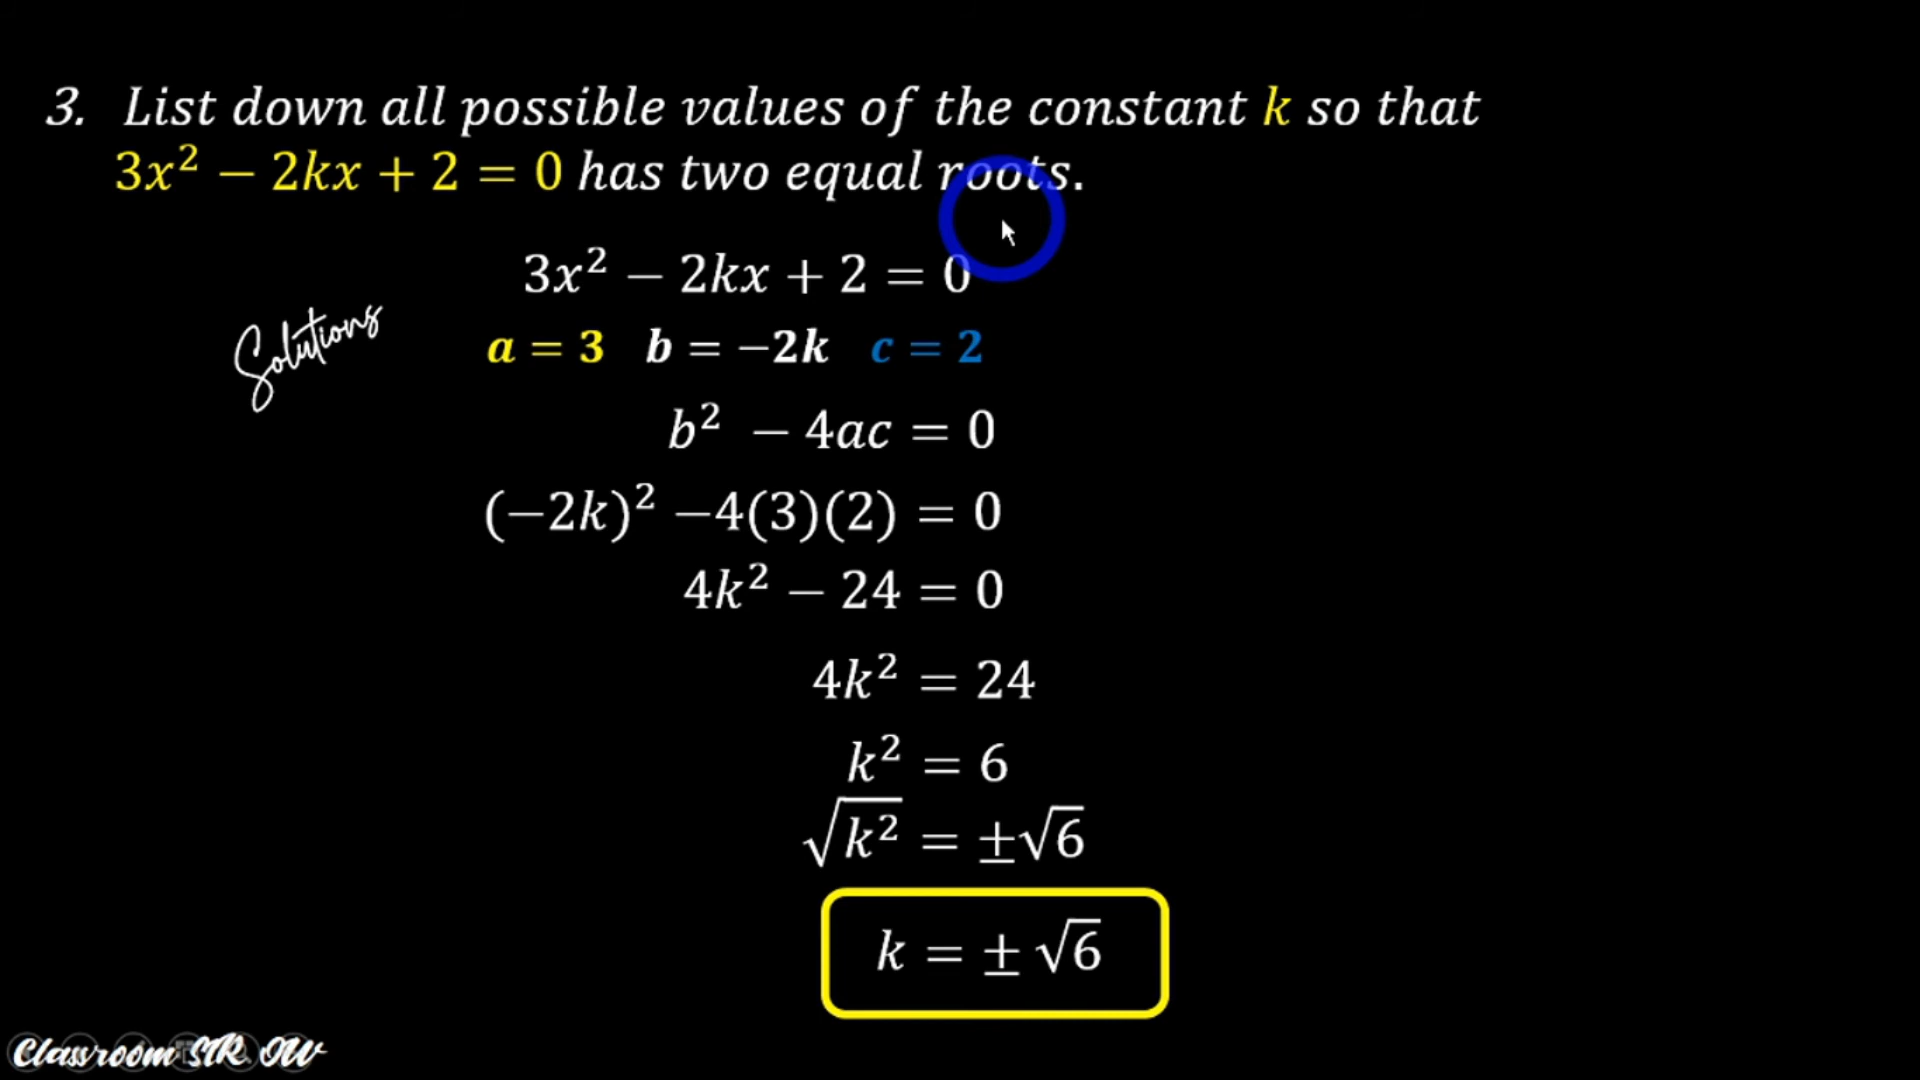 3. List down all possible values of the constant k so that
3x² − 2kx + 2 = 0 has two equal roots.
3x² − 2kx + 2 = 0
Solutions
a = 3 b = −2k c = 2
b² − 4ac = 0
(−2k)² −4(3)(2) = 0
4k² − 24 = 0
4k² = 24
k² = 6
√k² = ±√6
k = ± √6
Classroom SIR OW